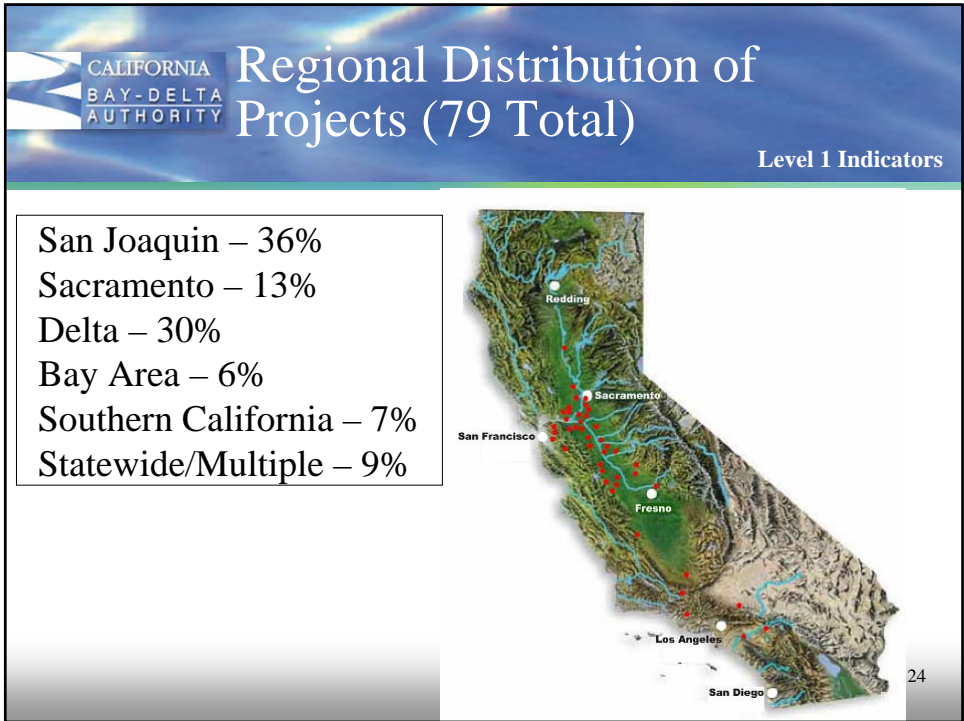 CALIFORNIA
BAY-DELTA
AUTHORITY
Regional Distribution of
Projects (79 Total)
Level 1 Indicators
San Joaquin – 36%
Sacramento – 13%
Delta – 30%
Bay Area – 6%
Southern California – 7%
Statewide/Multiple – 9%
Redding
Sacramento
San Francisco
Fresno
Los Angeles
San Diego
24